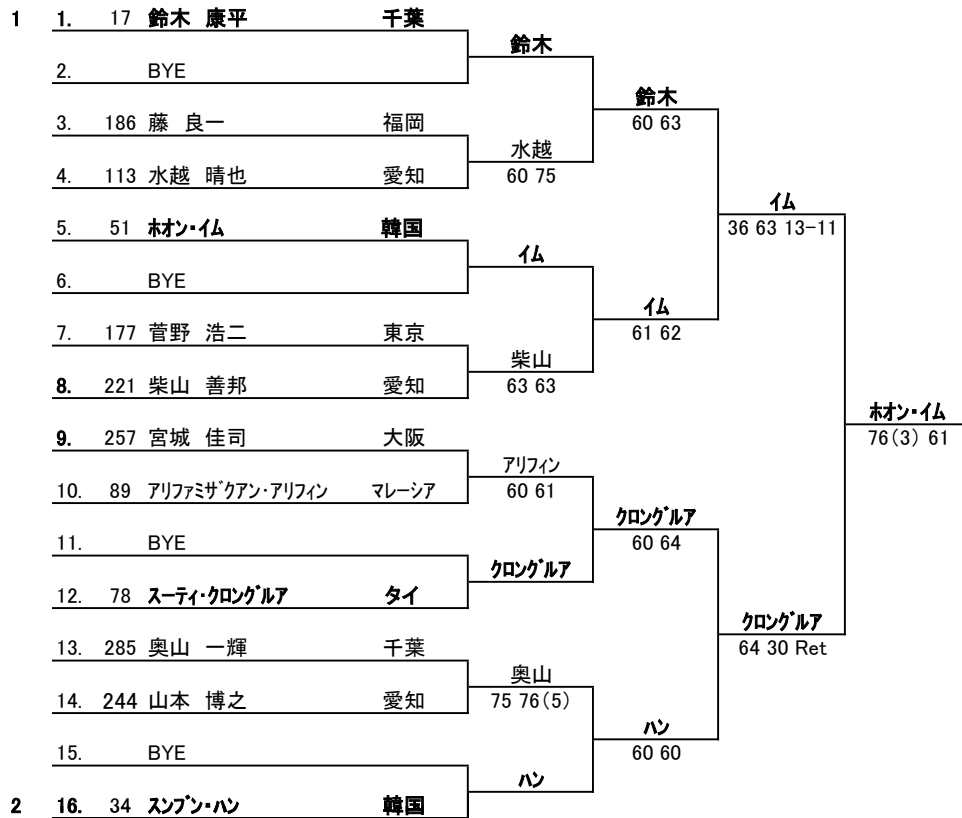 1 1. 17 鈴木 康平 千葉
鈴木
2. BYE
鈴木
60 63
3. 186 藤 良一 福岡
水越
60 75
4. 113 水越 晴也 愛知
イム
36 63 13-11
5. 51 ホオン・イム 韓国
イム
6. BYE
イム
61 62
7. 177 菅野 浩二 東京
柴山
63 63
8. 221 柴山 善邦 愛知
ホオン・イム
76(3) 61
9. 257 宮城 佳司 大阪
アリフィン
60 61
10. 89 アリファミザクアン・アリフィン マレーシア
クロングルア
60 64
11. BYE
クロングルア
12. 78 スーティ・クロングルア タイ
クロングルア
64 30 Ret
13. 285 奥山 一輝 千葉
奥山
75 76(5)
14. 244 山本 博之 愛知
ハン
60 60
15. BYE
ハン
2 16. 34 スンブン・ハン 韓国